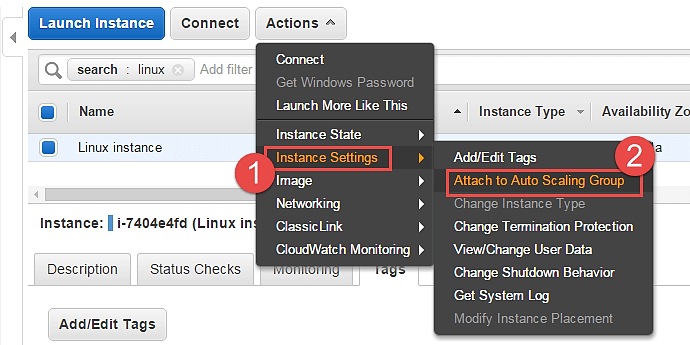 Launch Instance
Connect
Actions
search : linux
Add filter
Name
Instance Type
Availability Zo
Linux instance
a
Connect
Get Windows Password
Launch More Like This
Instance State
1
Instance Settings
Image
Networking
ClassicLink
CloudWatch Monitoring
2
Add/Edit Tags
Attach to Auto Scaling Group
Change Instance Type
Change Termination Protection
View/Change User Data
Change Shutdown Behavior
Get System Log
Modify Instance Placement
Instance: i-7404e4fd (Linux ins
Description
Status Checks
Monitoring
Tags
Add/Edit Tags